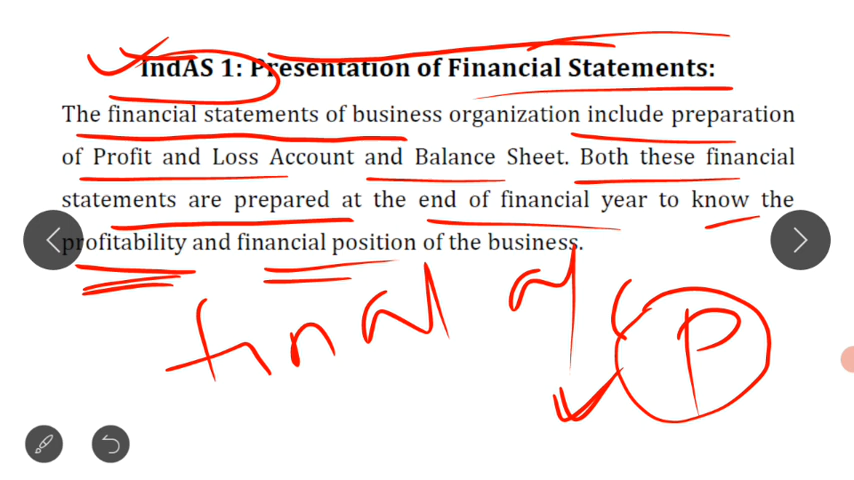 IndAS 1: Presentation of Financial Statements:
The financial statements of business organization include preparation
of Profit and Loss Account and Balance Sheet. Both these financial
statements are prepared at the end of financial year to know the
profitability and financial position of the business.
final
P